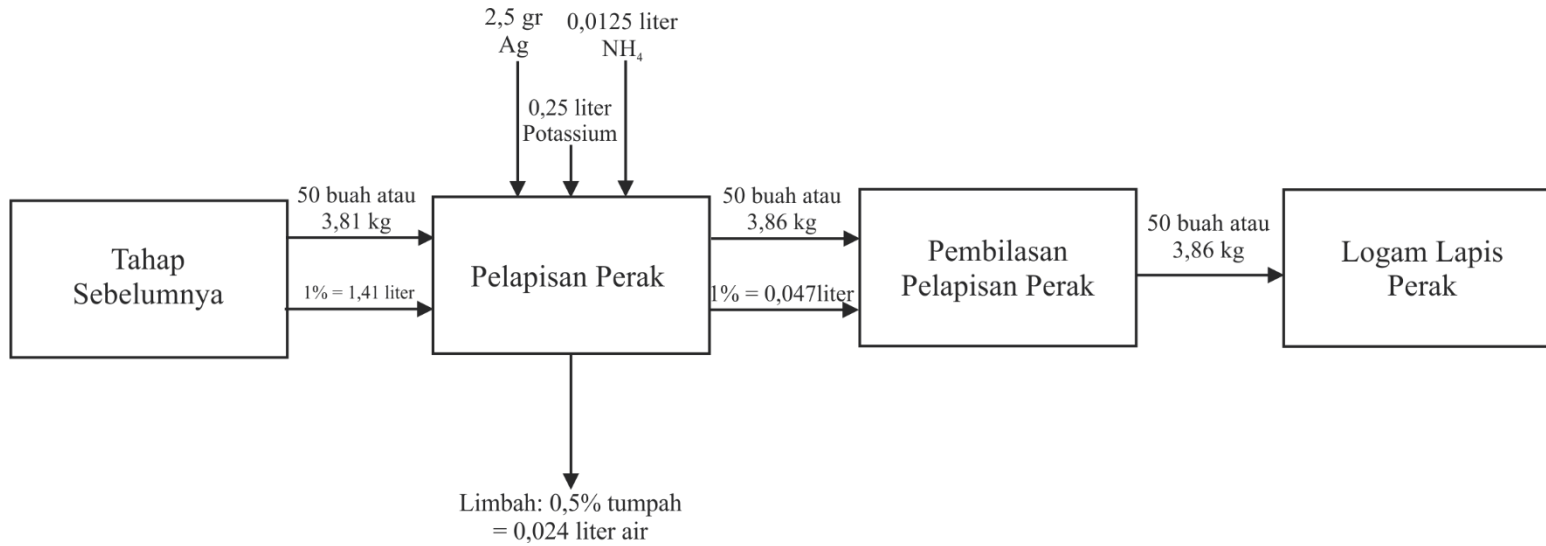 2,5 gr
Ag
0,0125 liter
NH₄
0,25 liter
Potassium
Tahap
Sebelumnya
50 buah atau
3,81 kg
1% = 1,41 liter
Pelapisan Perak
50 buah atau
3,86 kg
1% = 0,047liter
Pembilasan
Pelapisan Perak
50 buah atau
3,86 kg
Logam Lapis
Perak
Limbah: 0,5% tumpah
= 0,024 liter air